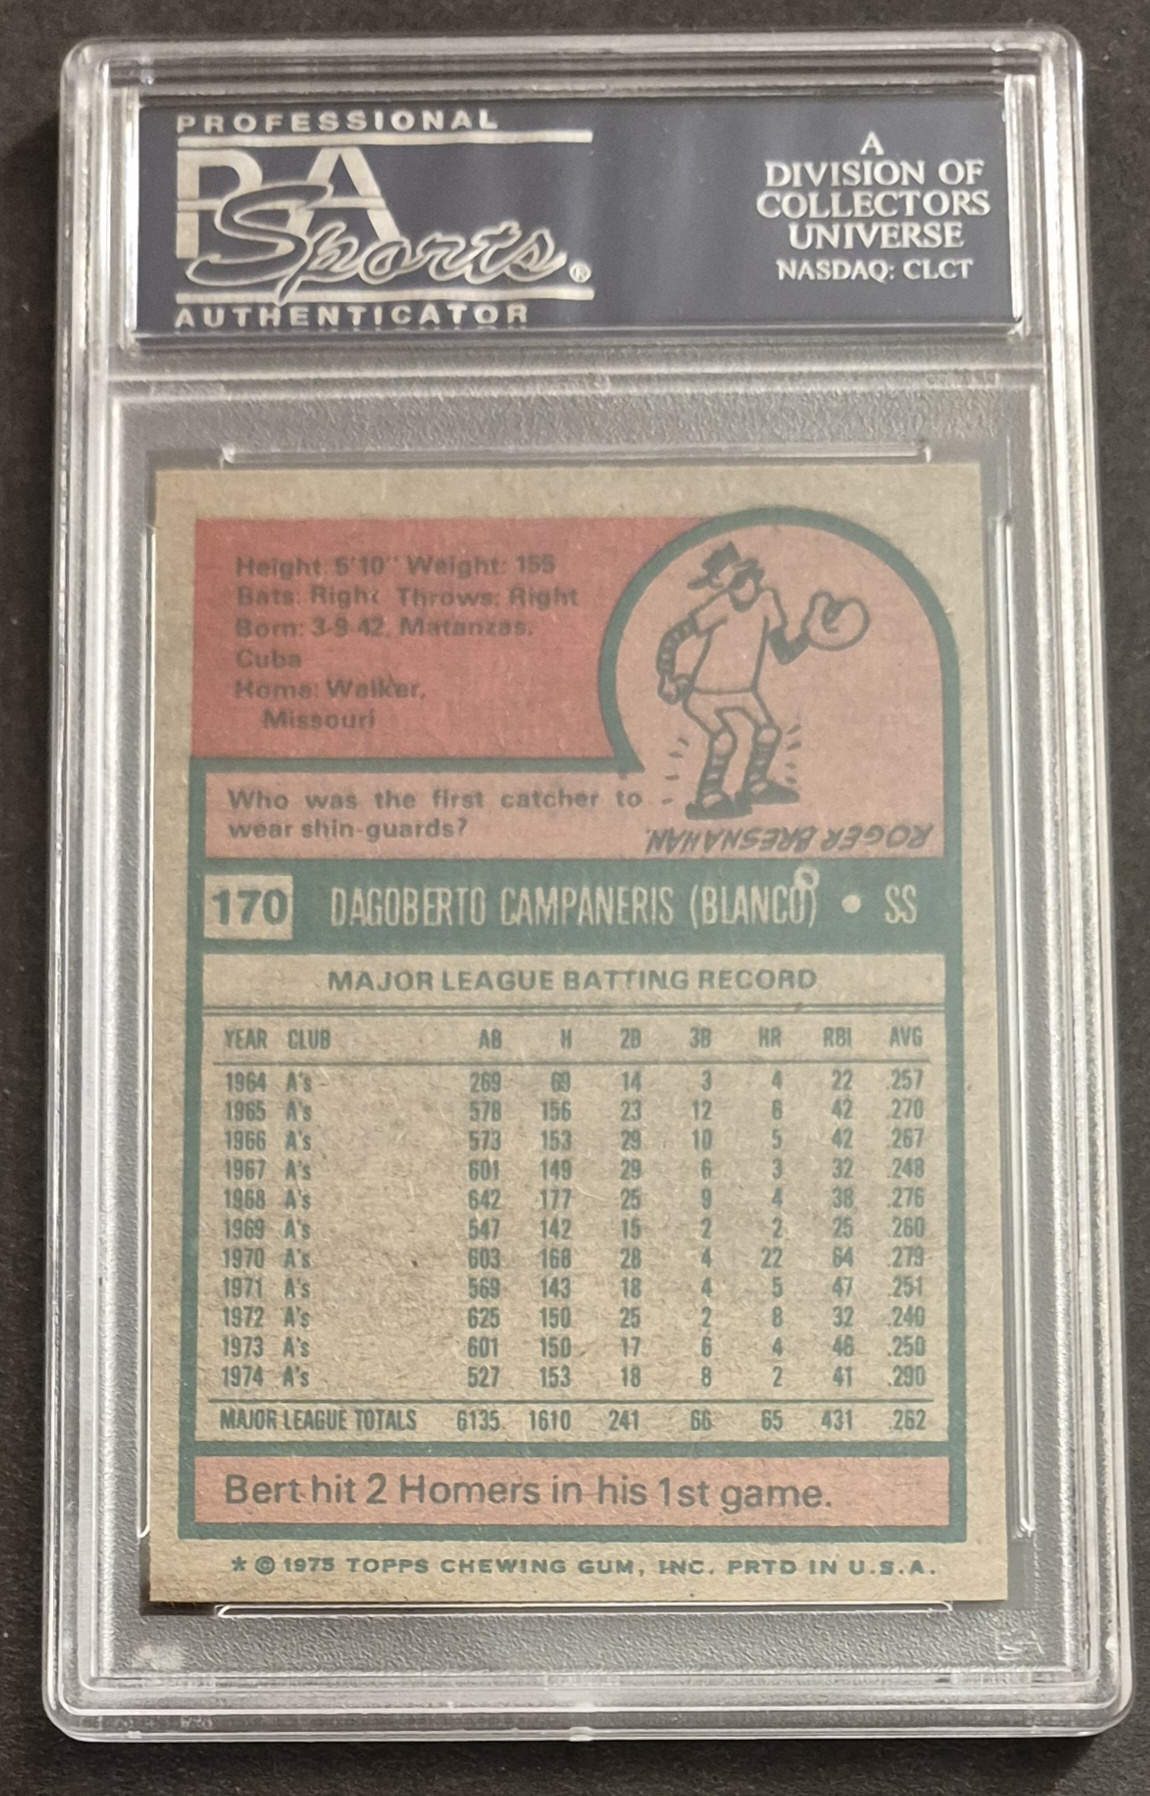 PROFESSIONAL
PSA
Sports®
AUTHENTICATOR
A
DIVISION OF
COLLECTORS
UNIVERSE
NASDAQ: CLCT
Height: 5'10" Weight: 155
Bats: Right Throws: Right
Born: 3-9-42, Matanzas,
Cuba
Home: Walker,
Missouri
Who was the first catcher to
wear shin-guards?
ROGER BRESNAHAN.
170 DAGOBERTO CAMPANERIS (BLANCO) • SS
MAJOR LEAGUE BATTING RECORD
YEAR CLUB AB H 2B 3B HR RBI AVG
1964 A's 269 69 14 3 4 22 .257
1965 A's 578 156 23 12 6 42 .270
1966 A's 573 153 29 10 5 42 .267
1967 A's 601 149 29 6 3 32 .248
1968 A's 642 177 25 9 4 38 .276
1969 A's 547 142 15 2 2 25 .260
1970 A's 603 168 28 4 22 64 .279
1971 A's 569 143 18 4 5 47 .251
1972 A's 625 150 25 2 8 32 .240
1973 A's 601 150 17 6 4 46 .250
1974 A's 527 153 18 8 2 41 .290
MAJOR LEAGUE TOTALS 6135 1610 241 66 65 431 .262
Bert hit 2 Homers in his 1st game.
* © 1975 TOPPS CHEWING GUM, INC. PRTD IN U.S.A.